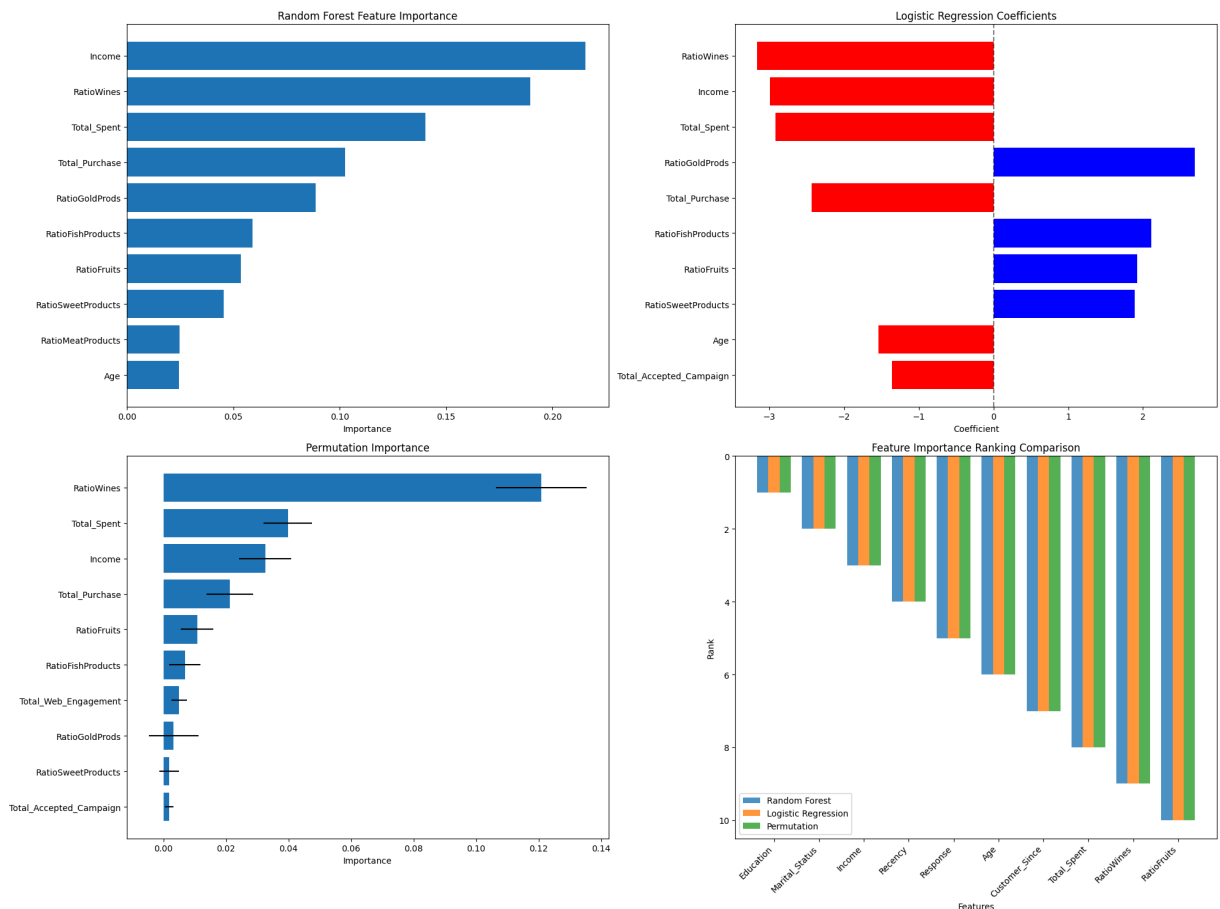 Random Forest Feature Importance
Income
RatioWines
Total_Spent
Total_Purchase
RatioGoldProds
RatioFishProducts
RatioFruits
RatioSweetProducts
RatioMeatProducts
Age
0.00 0.05 0.10 0.15 0.20
Importance
Logistic Regression Coefficients
RatioWines
Income
Total_Spent
RatioGoldProds
Total_Purchase
RatioFishProducts
RatioFruits
RatioSweetProducts
Age
Total_Accepted_Campaign
−3 −2 −1 0 1 2
Coefficient
Permutation Importance
RatioWines
Total_Spent
Income
Total_Purchase
RatioFruits
RatioFishProducts
Total_Web_Engagement
RatioGoldProds
RatioSweetProducts
Total_Accepted_Campaign
0.00 0.02 0.04 0.06 0.08 0.10 0.12 0.14
Importance
Feature Importance Ranking Comparison
0
2
4
6
8
10
Rank
Random Forest
Logistic Regression
Permutation
Education
Marital_Status
Income
Recency
Response
Age
Customer_Since
Total_Spent
RatioWines
RatioFruits
Features